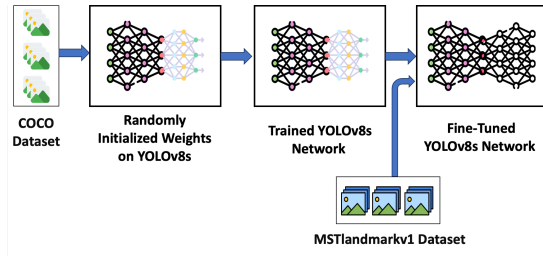 COCO
Dataset
Randomly
Initialized Weights
on YOLOv8s
Trained YOLOv8s
Network
Fine-Tuned
YOLOv8s Network
MSTlandmarkv1 Dataset